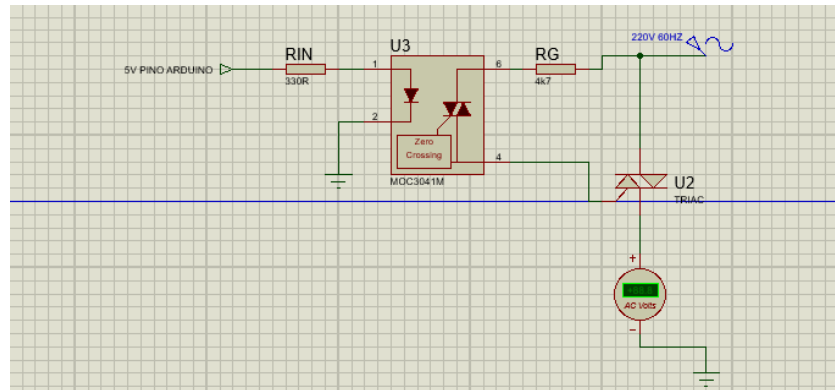 220V 60HZ
U3
RIN
RG
5V PINO ARDUINO
1
6
330R
4k7
2
Zero
Crossing
4
MOC3041M
U2
TRIAC
+
AC Volts
-